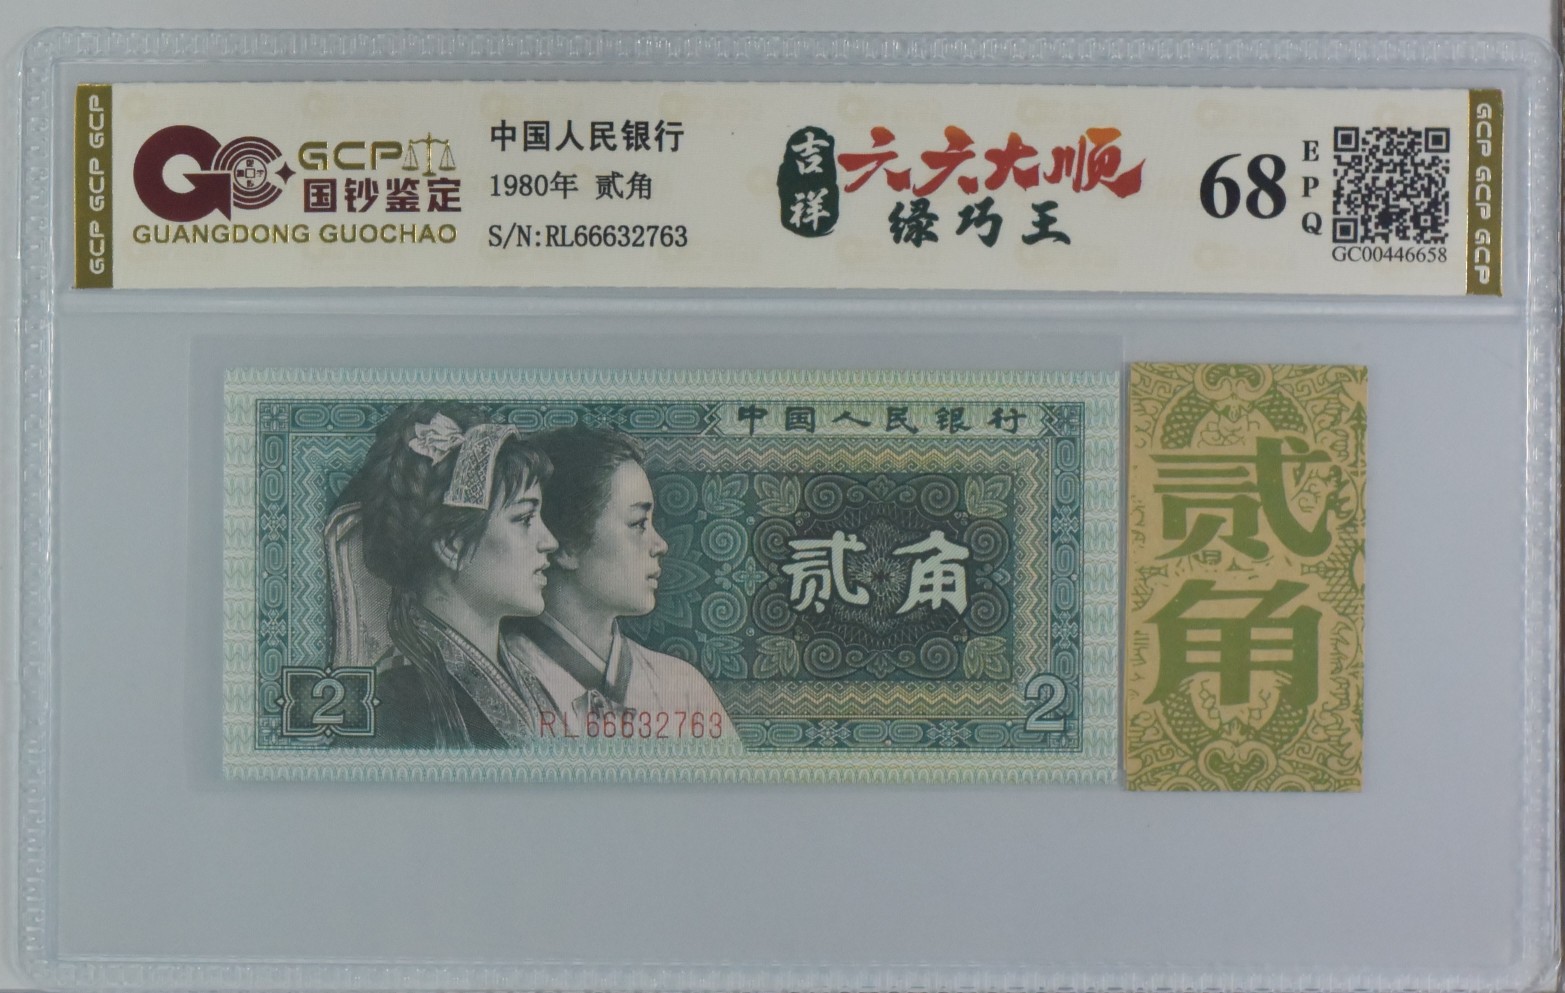 GCP GCP GCP
GCP
国钞鉴定
GUANGDONG GUOCHAO
中国人民银行
1980年 贰角
S/N:RL66632763
吉祥
六六大顺
缘巧王
68
EPQ
GC00446658
GCP GCP GCP
中国人民银行
贰角
2
RL66632763
2
贰角